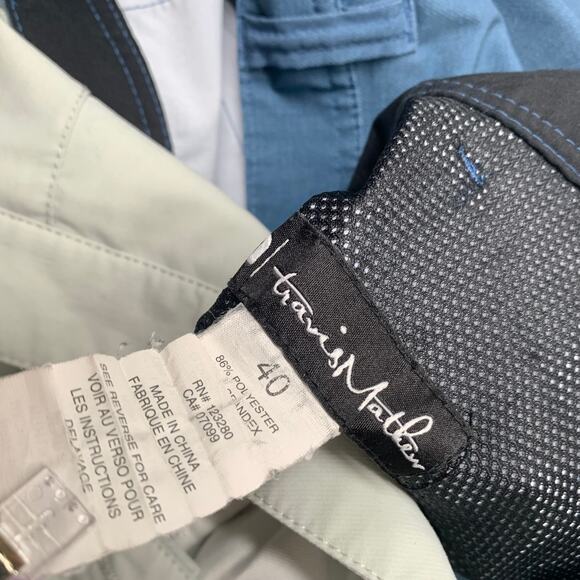 travisMathew
40
86% POLYESTER
RN# 123280
CA# 07099
MADE IN CHINA
FABRIQUE EN CHINE
SEE REVERSE FOR CARE
VOIR AU VERSO POUR
LES INSTRUCTIONS
DELAVAGE